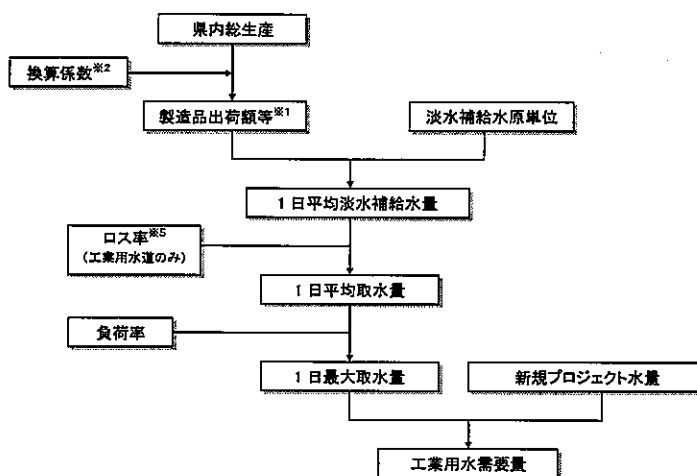 県内総生産
換算係数※2
製造品出荷額等※1
淡水補給水原単位
1日平均淡水補給水量
ロス率※5
(工業用水道のみ)
1日平均取水量
負荷率
1日最大取水量
新規プロジェクト水量
工業用水需要量